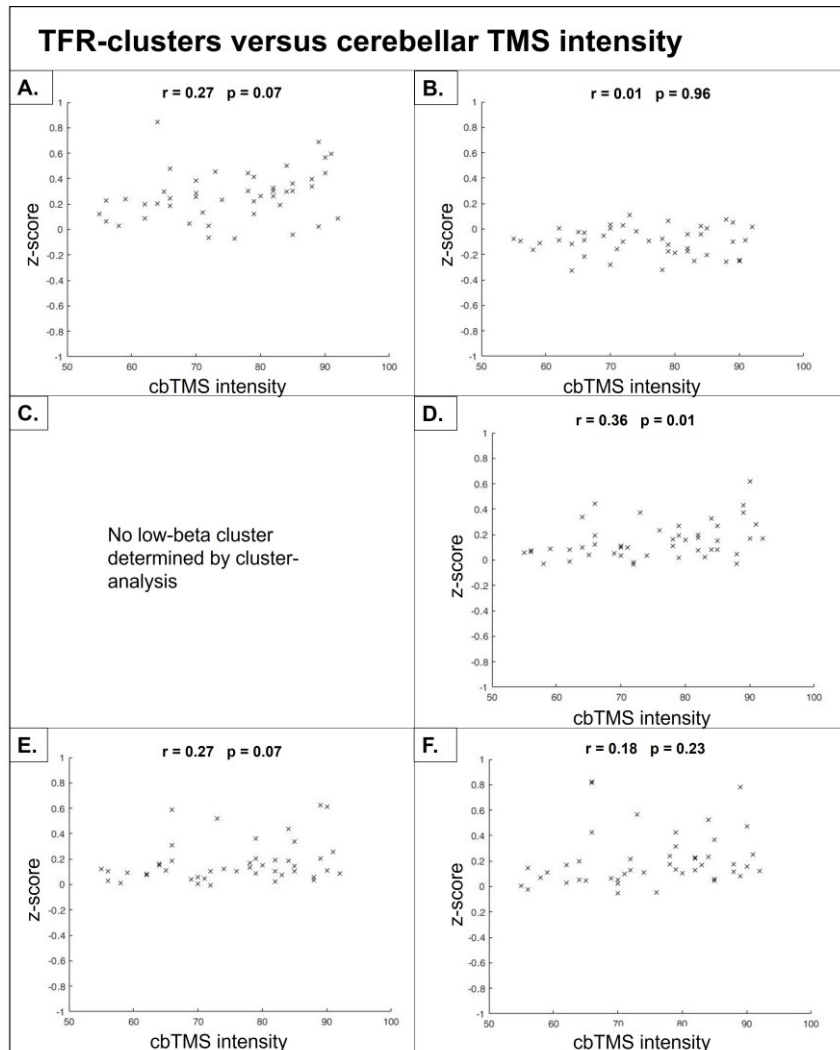 TFR-clusters versus cerebellar TMS intensity
A.
r = 0.27 p = 0.07
1
0.8
0.6
0.4
0.2
0
0.2
0.4
0.6
0.8
-1
z-score
50 60 70 80 90 100
cbTMS intensity
B.
r = 0.01 p = 0.96
1
0.8
0.6
0.4
0.2
0
0.2
0.4
0.6
0.8
-1
z-score
50 60 70 80 90 100
cbTMS intensity
C.
No low-beta cluster
determined by cluster-
analysis
D.
r = 0.36 p = 0.01
1
0.8
0.6
0.4
0.2
0
0.2
0.4
0.6
0.8
-1
z-score
50 60 70 80 90 100
cbTMS intensity
E.
r = 0.27 p = 0.07
1
0.8
0.6
0.4
0.2
0
0.2
0.4
0.6
0.8
-1
z-score
50 60 70 80 90 100
cbTMS intensity
F.
r = 0.18 p = 0.23
1
0.8
0.6
0.4
0.2
0
0.2
0.4
0.6
0.8
-1
z-score
50 60 70 80 90 100
cbTMS intensity